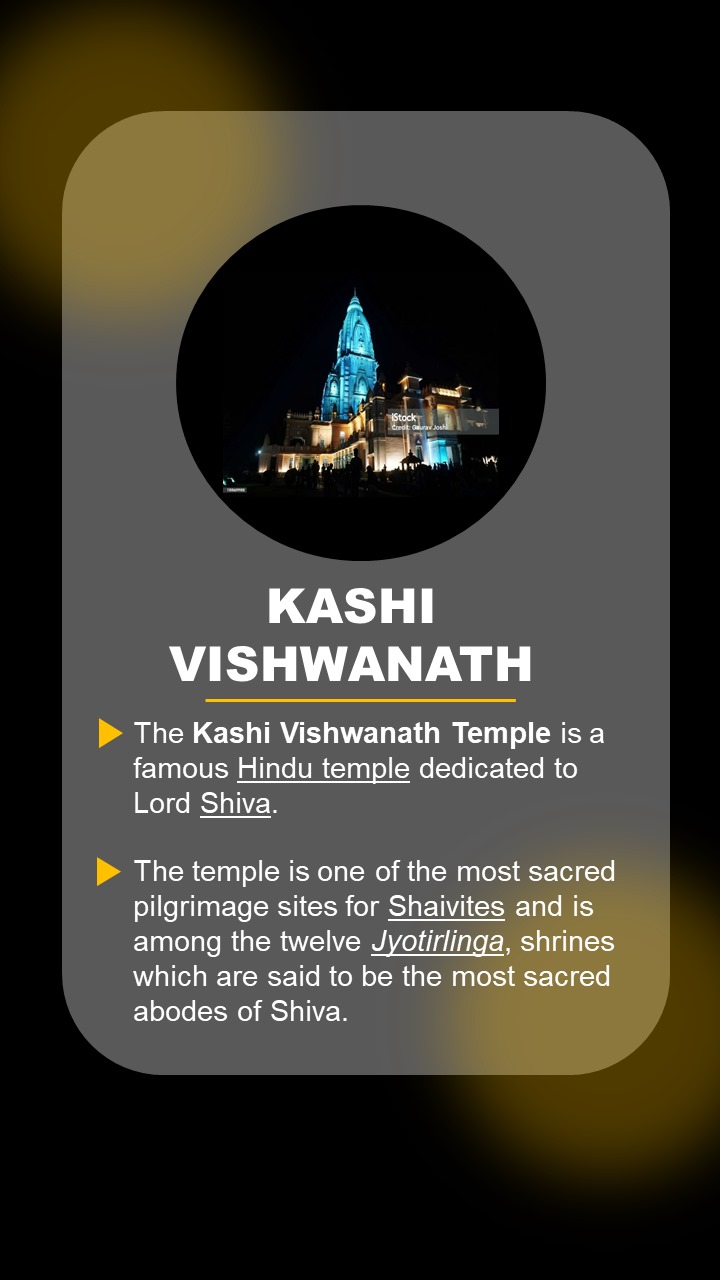 iStock
Credit: Gaurav Joshi
KASHI
VISHWANATH
The Kashi Vishwanath Temple is a
famous Hindu temple dedicated to
Lord Shiva.
The temple is one of the most sacred
pilgrimage sites for Shaivites and is
among the twelve Jyotirlinga, shrines
which are said to be the most sacred
abodes of Shiva.